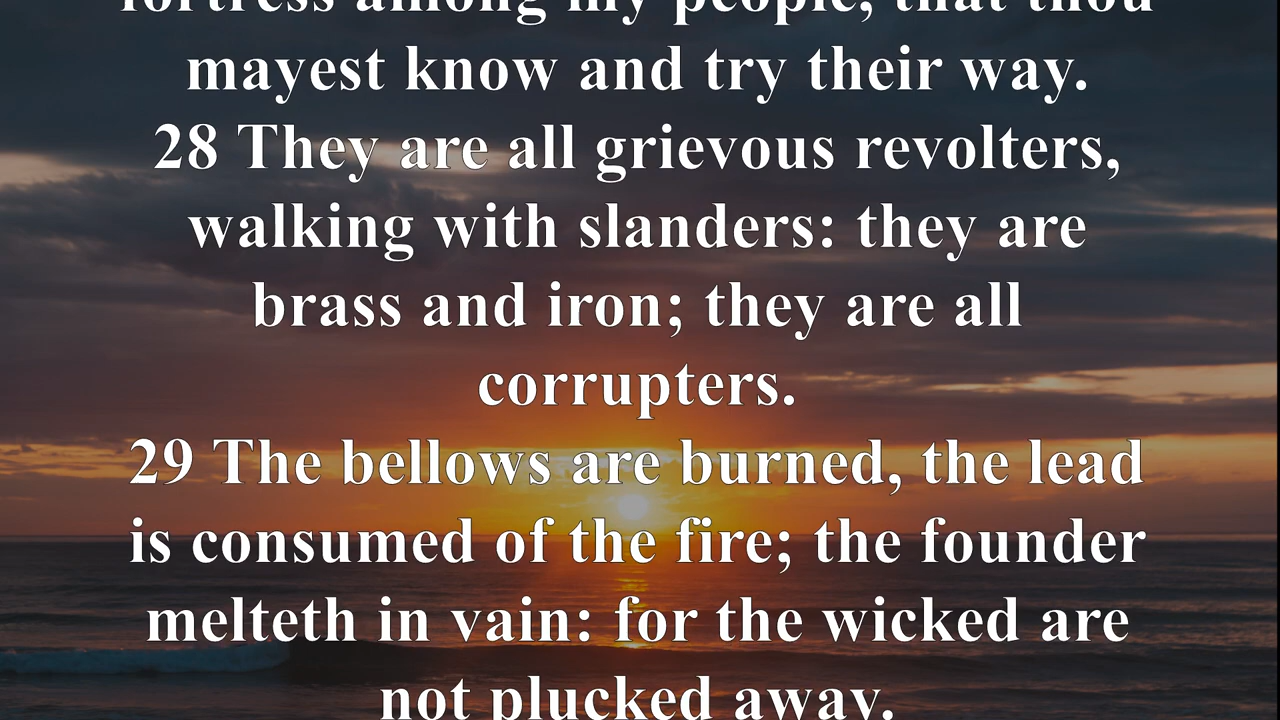 fortress among my people, that thou
mayest know and try their way.
28 They are all grievous revolters,
walking with slanders: they are
brass and iron; they are all
corrupters.
29 The bellows are burned, the lead
is consumed of the fire; the founder
melteth in vain: for the wicked are
not plucked away.